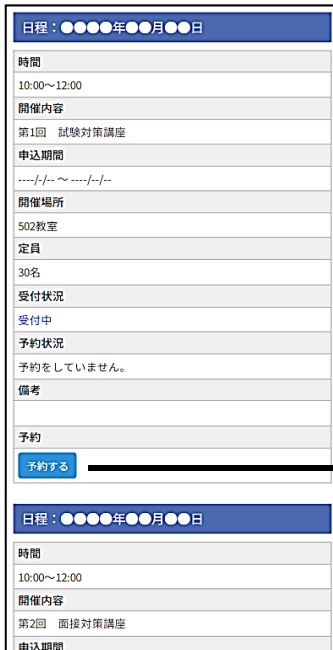 日程：●●●●年●●月●●日
時間
10:00～12:00
開催内容
第1回　試験対策講座
申込期間
----/-/-- ～ ----/--/--
開催場所
502教室
定員
30名
受付状況
受付中
予約状況
予約をしていません。
備考
予約
予約する
日程：●●●●年●●月●●日
時間
10:00～12:00
開催内容
第2回　面接対策講座
申込期間